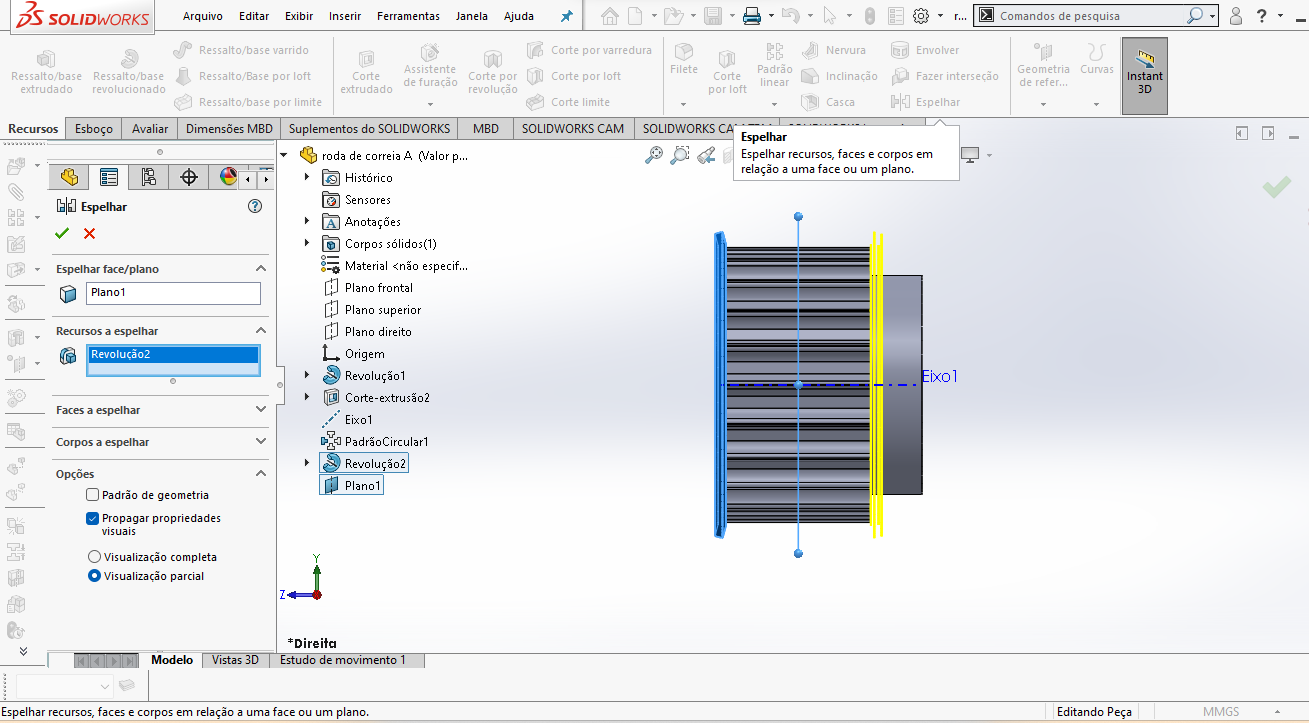 SOLIDWORKS
Arquivo Editar Exibir Inserir Ferramentas Janela Ajuda
r...
Comandos de pesquisa
?
Ressalto/base extrudado
Ressalto/base revolucionado
Ressalto/base varrido
Ressalto/Base por loft
Ressalto/base por limite
Corte extrudado
Assistente de furação
Corte por revolução
Corte por varredura
Corte por loft
Corte limite
Filete
Corte por loft
Padrão linear
Nervura
Inclinação
Casca
Envolver
Fazer interseção
Espelhar
Geometria de refer...
Curvas
Instant 3D
Recursos Esboço Avaliar Dimensões MBD Suplementos do SOLIDWORKS MBD SOLIDWORKS CAM SOLIDWORKS
Espelhar
Espelhar recursos, faces e corpos em
relação a uma face ou um plano.
Espelhar
?
Espelhar face/plano
Plano1
Recursos a espelhar
Revolução2
Faces a espelhar
Corpos a espelhar
Opções
Padrão de geometria
Propagar propriedades
visuais
Visualização completa
Visualização parcial
roda de correia A (Valor p...
Histórico
Sensores
Anotações
Corpos sólidos(1)
Material <não especif...
Plano frontal
Plano superior
Plano direito
Origem
Revolução1
Corte-extrusão2
Eixo1
PadrãoCircular1
Revolução2
Plano1
Eixo1
Y
Z
*Direita
Modelo Vistas 3D Estudo de movimento 1
Espelhar recursos, faces e corpos em relação a uma face ou um plano.
Editando Peça
MMGS